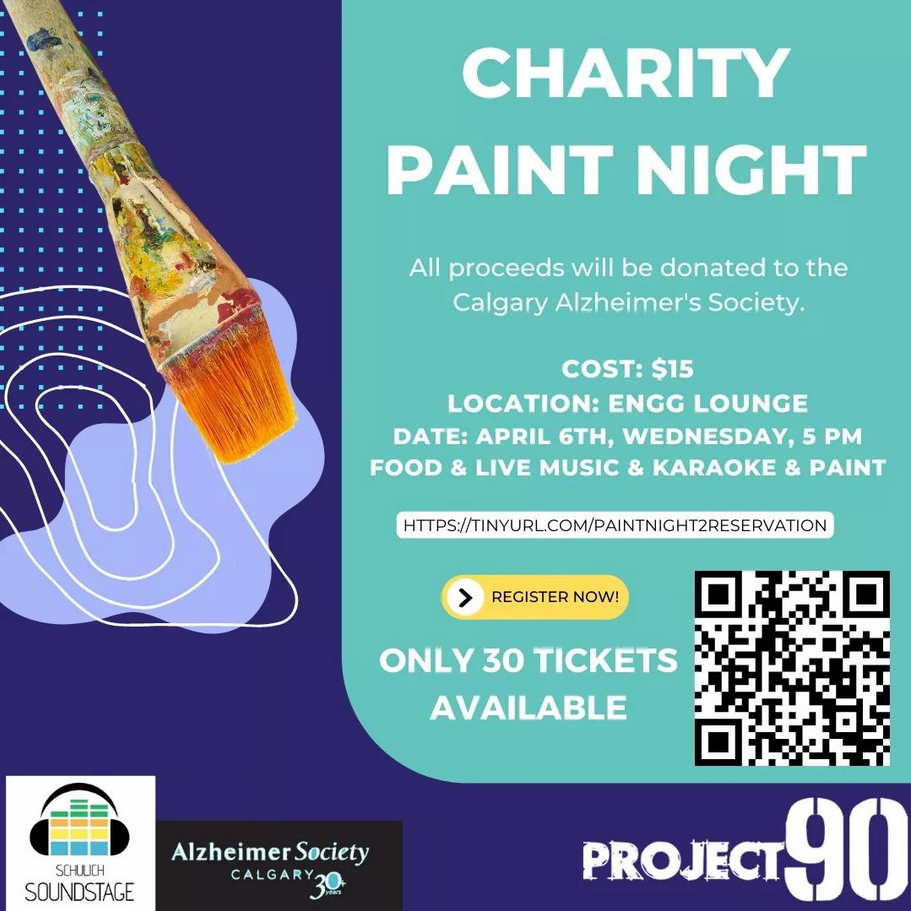 CHARITY
PAINT NIGHT
All proceeds will be donated to the
Calgary Alzheimer's Society.
COST: $15
LOCATION: ENGG LOUNGE
DATE: APRIL 6TH, WEDNESDAY, 5 PM
FOOD & LIVE MUSIC & KARAOKE & PAINT
HTTPS://TINYURL.COM/PAINTNIGHT2RESERVATION
REGISTER NOW!
ONLY 30 TICKETS
AVAILABLE
SCHULICH
SOUNDSTAGE
Alzheimer Society
CALGARY 30+
years
PROJECT90